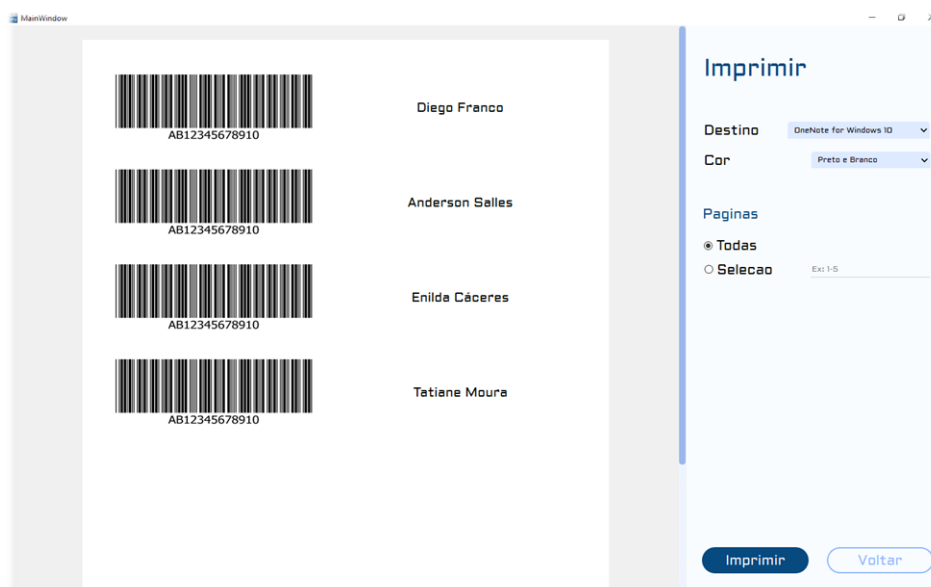 MainWindow
AB12345678910
Diego Franco
AB12345678910
Anderson Salles
AB12345678910
Enilda Cáceres
AB12345678910
Tatiane Moura
Imprimir
Destino
OneNote for Windows 10
Cor
Preto e Branco
Paginas
Todas
Selecao
Ex: 1-5
Imprimir
Voltar